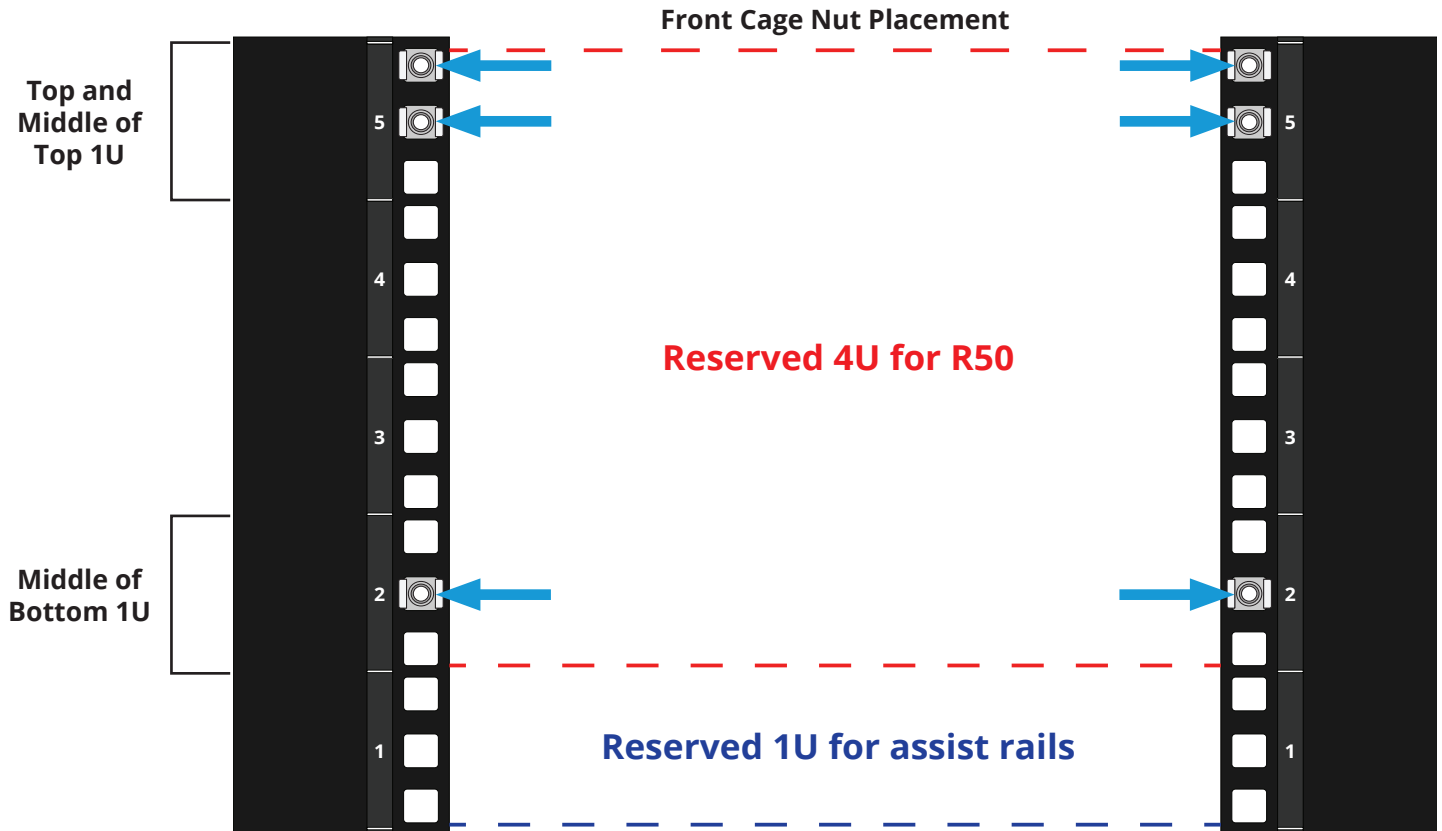 Front Cage Nut Placement
Top and
Middle of
Top 1U
5
5
4
4
Reserved 4U for R50
3
3
Middle of
Bottom 1U
2
2
Reserved 1U for assist rails
1
1